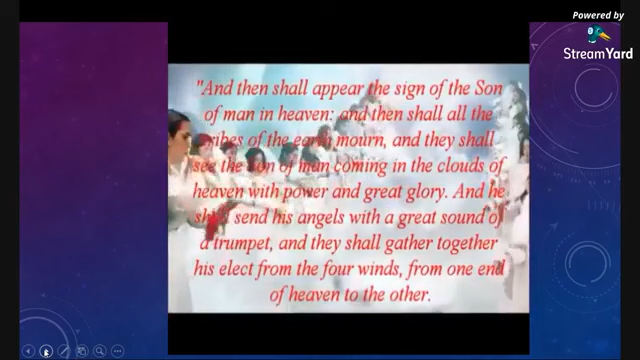 Powered by
StreamYard
"And then shall appear the sign of the Son
of man in heaven: and then shall all the
tribes of the earth mourn, and they shall
see the son of man coming in the clouds of
heaven with power and great glory. And he
shall send his angels with a great sound of
a trumpet, and they shall gather together
his elect from the four winds, from one end
of heaven to the other.